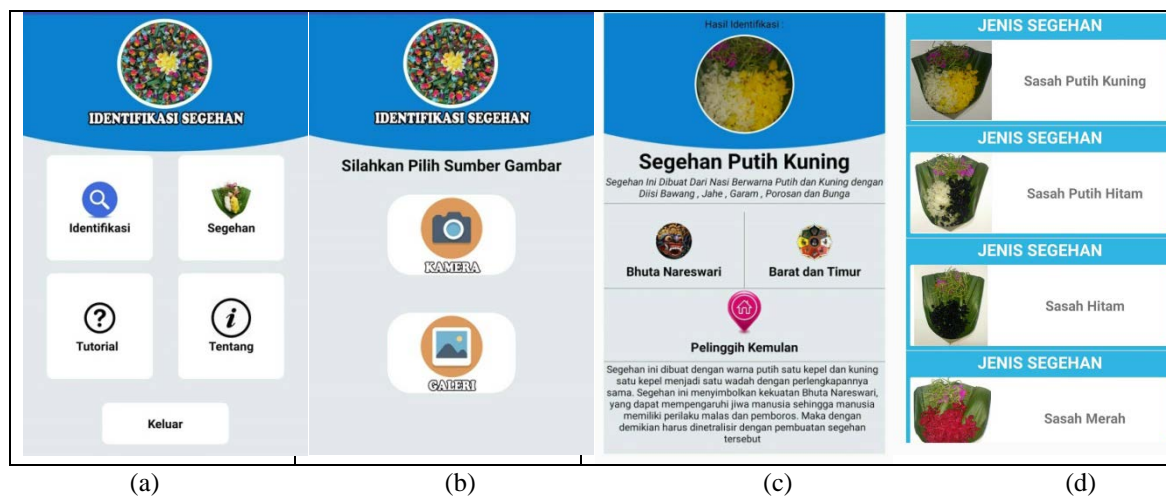 IDENTIFIKASI SEGEHAN
Identifikasi
Segehan
Tutorial
Tentang
Keluar
IDENTIFIKASI SEGEHAN
Silahkan Pilih Sumber Gambar
KAMERA
GALERI
Hasil Identifikasi :
Segehan Putih Kuning
Segehan Ini Dibuat Dari Nasi Berwarna Putih dan Kuning dengan
Diisi Bawang , Jahe , Garam , Porosan dan Bunga
Bhuta Nareswari
Barat dan Timur
Pelinggih Kemulan
Segehan ini dibuat dengan warna putih satu kepel dan kuning
satu kepel menjadi satu wadah dengan perlengkapannya
sama. Segehan ini menyimbolkan kekuatan Bhuta Nareswari,
yang dapat mempengaruhi jiwa manusia sehingga manusia
memiliki perilaku malas dan pemboros. Maka dengan
demikian harus dinetralisir dengan pembuatan segehan
tersebut
JENIS SEGEHAN
Sasah Putih Kuning
JENIS SEGEHAN
Sasah Putih Hitam
JENIS SEGEHAN
Sasah Hitam
JENIS SEGEHAN
Sasah Merah
(a)
(b)
(c)
(d)